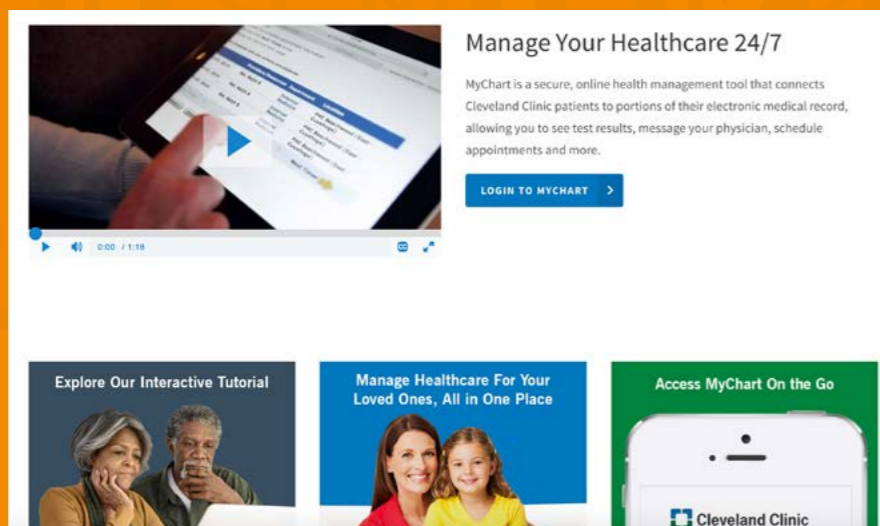 Manage Your Healthcare 24/7
MyChart is a secure, online health management tool that connects
Cleveland Clinic patients to portions of their electronic medical record,
allowing you to see test results, message your physician, schedule
appointments and more.
LOGIN TO MYCHART
0:00 / 1:18
CC
Explore Our Interactive Tutorial
Manage Healthcare For Your
Loved Ones, All in One Place
Access MyChart On the Go
Cleveland Clinic